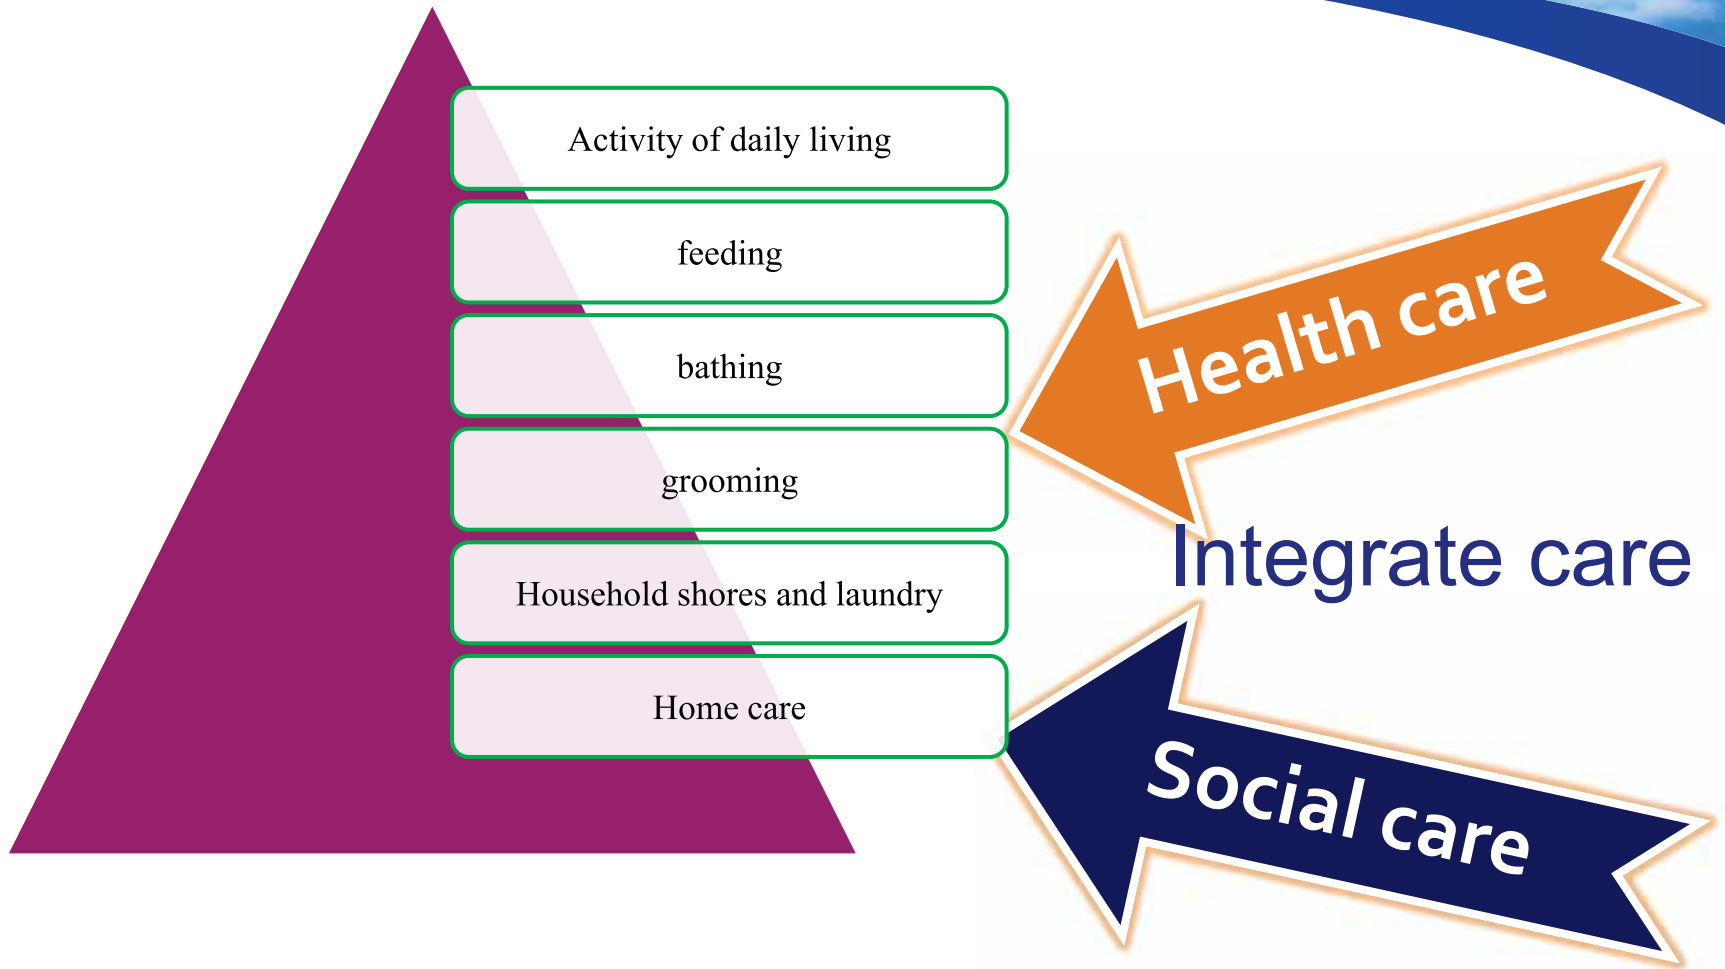 Activity of daily living
feeding
bathing
grooming
Household shores and laundry
Home care
Health care
Integrate care
Social care